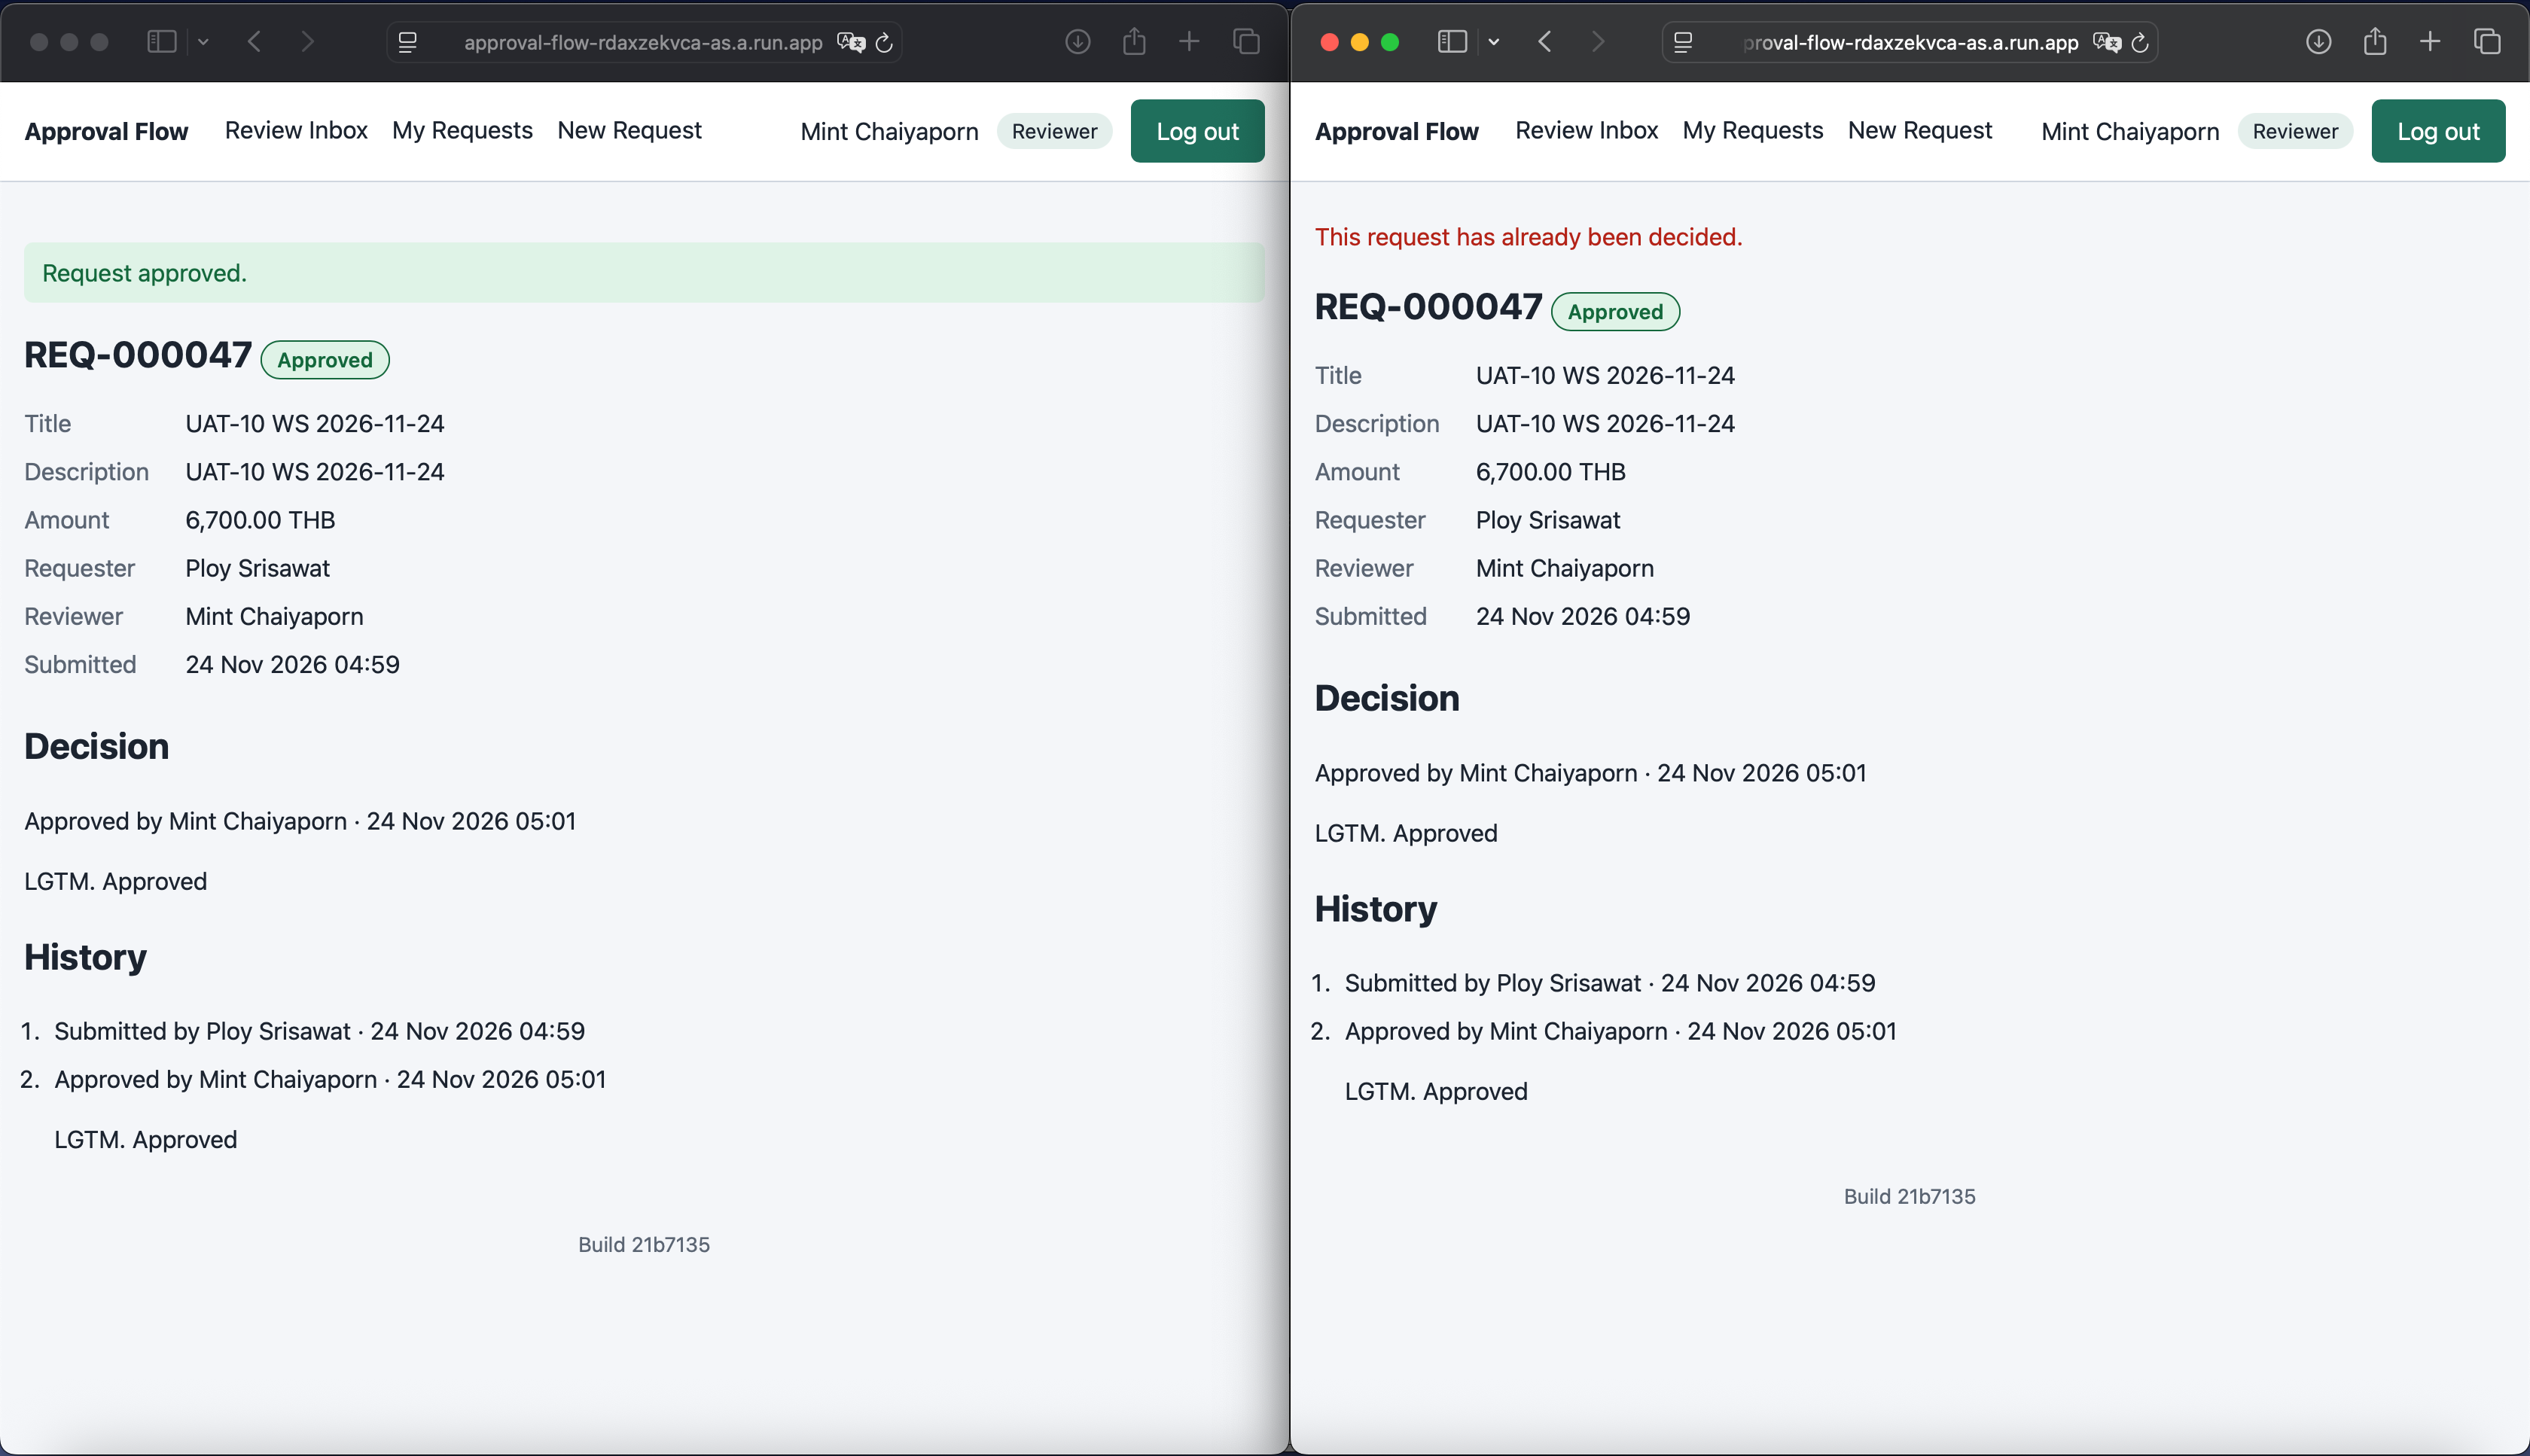 approval-flow-rdaxzekvca-as.a.run.app
Approval Flow Review Inbox My Requests New Request Mint Chaiyaporn Reviewer Log out
Request approved.
REQ-000047 Approved
Title UAT-10 WS 2026-11-24
Description UAT-10 WS 2026-11-24
Amount 6,700.00 THB
Requester Ploy Srisawat
Reviewer Mint Chaiyaporn
Submitted 24 Nov 2026 04:59
Decision
Approved by Mint Chaiyaporn · 24 Nov 2026 05:01
LGTM. Approved
History
1. Submitted by Ploy Srisawat · 24 Nov 2026 04:59
2. Approved by Mint Chaiyaporn · 24 Nov 2026 05:01
LGTM. Approved
Build 21b7135
proval-flow-rdaxzekvca-as.a.run.app
Approval Flow Review Inbox My Requests New Request Mint Chaiyaporn Reviewer Log out
This request has already been decided.
REQ-000047 Approved
Title UAT-10 WS 2026-11-24
Description UAT-10 WS 2026-11-24
Amount 6,700.00 THB
Requester Ploy Srisawat
Reviewer Mint Chaiyaporn
Submitted 24 Nov 2026 04:59
Decision
Approved by Mint Chaiyaporn · 24 Nov 2026 05:01
LGTM. Approved
History
1. Submitted by Ploy Srisawat · 24 Nov 2026 04:59
2. Approved by Mint Chaiyaporn · 24 Nov 2026 05:01
LGTM. Approved
Build 21b7135